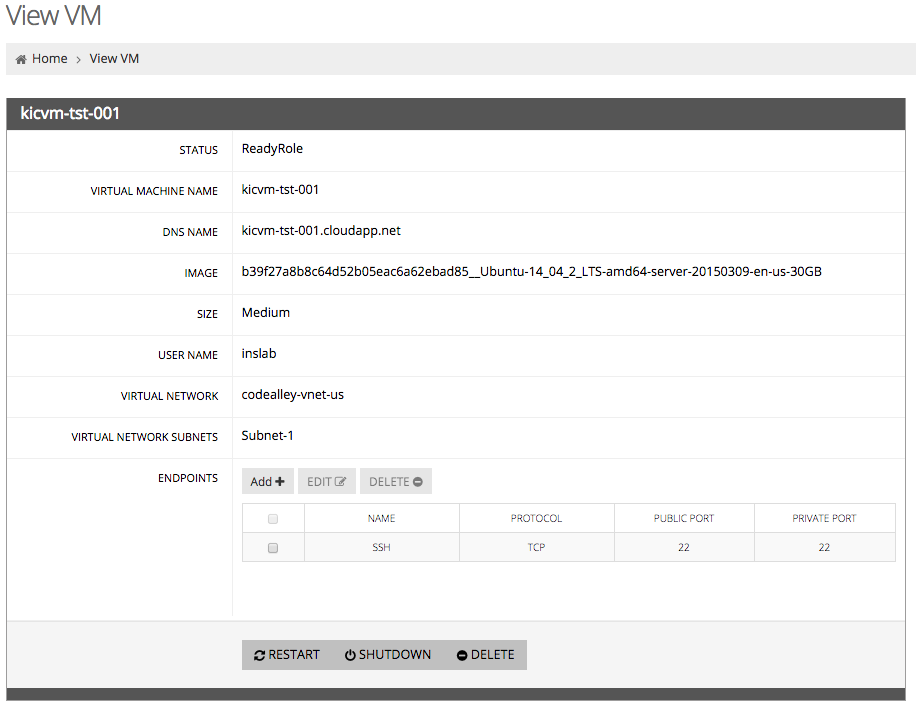 View VM
Home > View VM
kicvm-tst-001
STATUS ReadyRole
VIRTUAL MACHINE NAME kicvm-tst-001
DNS NAME kicvm-tst-001.cloudapp.net
IMAGE b39f27a8b8c64d52b05eac6a62ebad85__Ubuntu-14_04_2_LTS-amd64-server-20150309-en-us-30GB
SIZE Medium
USER NAME inslab
VIRTUAL NETWORK codealley-vnet-us
VIRTUAL NETWORK SUBNETS Subnet-1
ENDPOINTS Add EDIT DELETE
NAME PROTOCOL PUBLIC PORT PRIVATE PORT
SSH TCP 22 22
RESTART SHUTDOWN DELETE